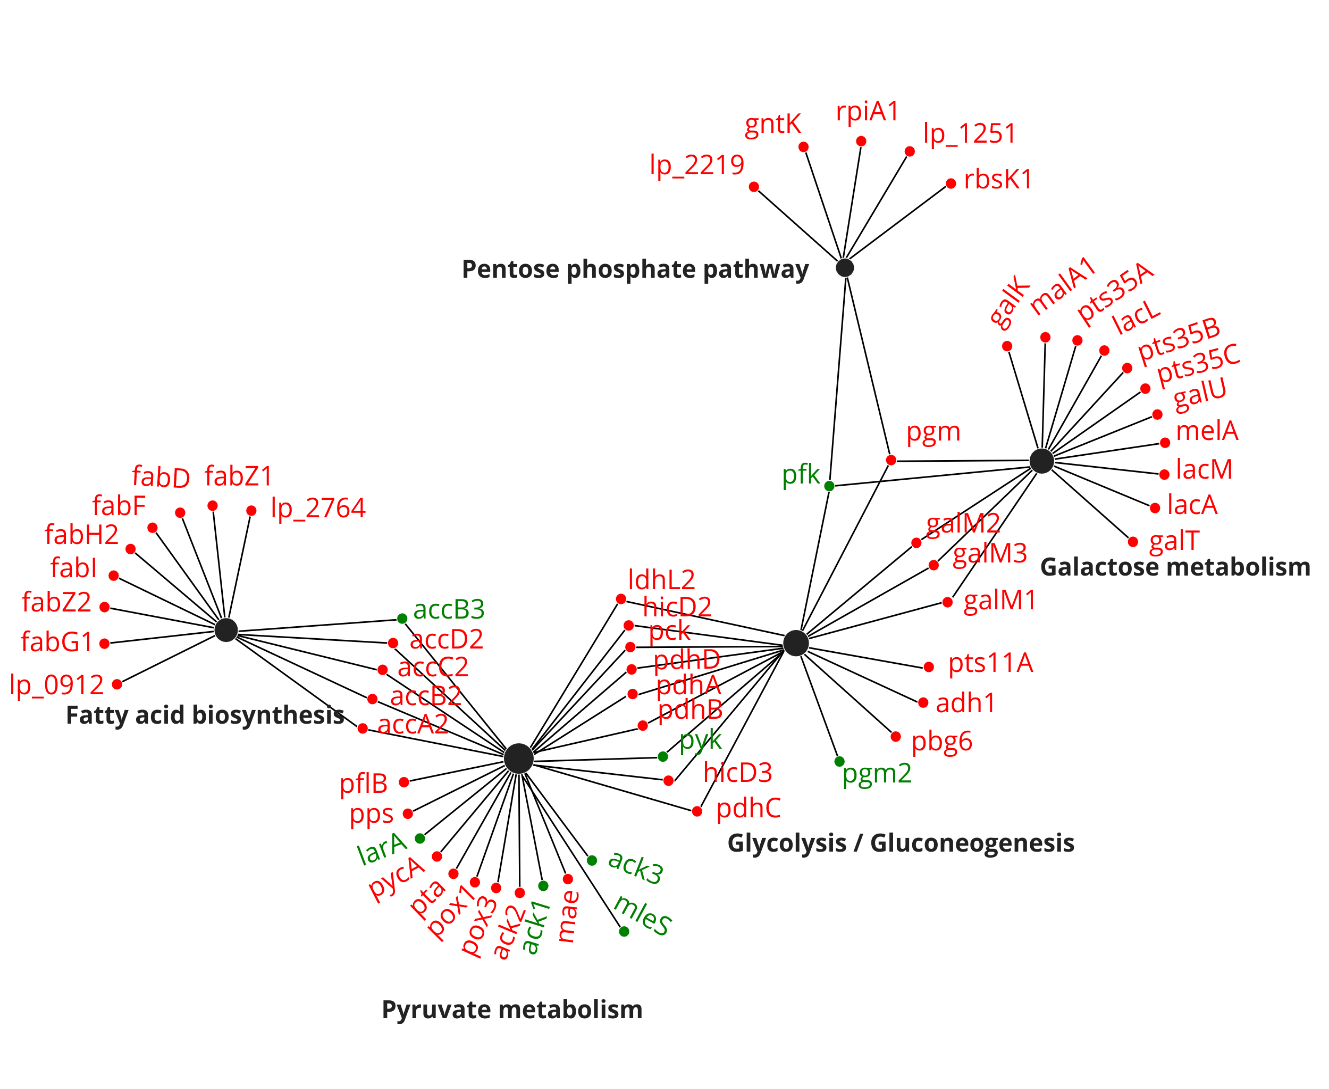 rpiA1
gntK
lp_1251
lp_2219
rbsK1
Pentose phosphate pathway
galK
malA1
pts35A
lacL
pts35B
pts35C
galU
melA
lacM
lacA
galT
Galactose metabolism
pgm
pfk
galM2
galM3
galM1
fabD
fabZ1
fabF
lp_2764
fabH2
fabI
fabZ2
fabG1
lp_0912
Fatty acid biosynthesis
accB3
accD2
accC2
accB2
accA2
ldhL2
hicD2
pck
pdhD
pdhA
pdhB
pyk
hicD3
pdhC
pts11A
adh1
pbg6
pgm2
Glycolysis / Gluconeogenesis
pflB
pps
larA
pycA
pta
pox1
pox3
ack2
ack1
mae
ack3
mleS
Pyruvate metabolism